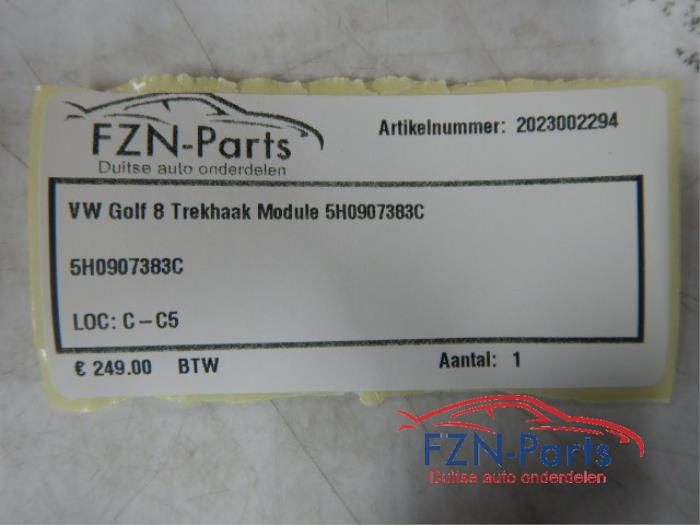 FZN-Parts
Duitse auto onderdelen
Artikelnummer: 2023002294
VW Golf 8 Trekhaak Module 5H0907383C
5H0907383C
LOC: C - C5
€ 249.00 BTW
Aantal: 1
FZN-Parts
Duitse auto onderdelen